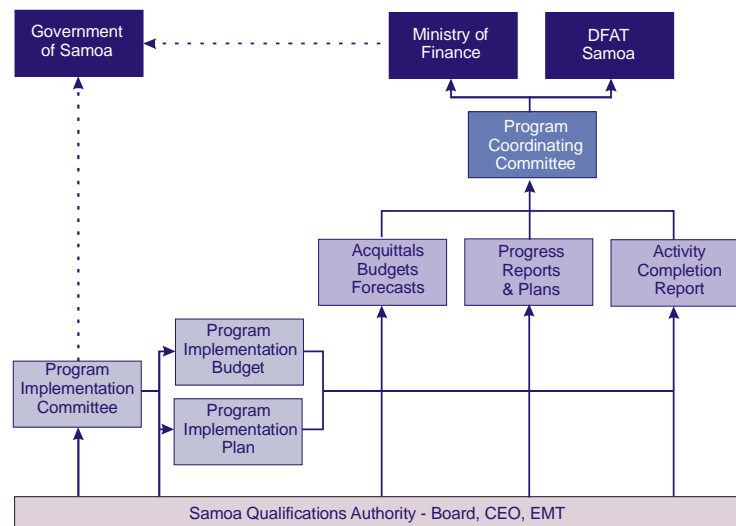 Government
of Samoa
Ministry of
Finance
DFAT
Samoa
Program
Coordinating
Committee
Acquittals
Budgets
Forecasts
Progress
Reports
& Plans
Activity
Completion
Report
Program
Implementation
Budget
Program
Implementation
Committee
Program
Implementation
Plan
Samoa Qualifications Authority - Board, CEO, EMT